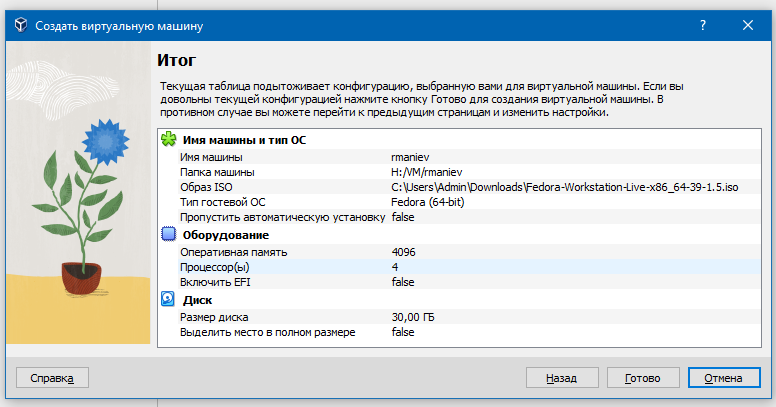 Создать виртуальную машину
?
Итог
Текущая таблица подытоживает конфигурацию, выбранную вами для виртуальной машины. Если вы
довольны текущей конфигурацией нажмите кнопку Готово для создания виртуальной машины. В
противном случае вы можете перейти к предыдущим страницам и изменить настройки.
Имя машины и тип ОС
Имя машины rmaniev
Папка машины H:/VM/rmaniev
Образ ISO C:\Users\Admin\Downloads\Fedora-Workstation-Live-x86_64-39-1.5.iso
Тип гостевой ОС Fedora (64-bit)
Пропустить автоматическую установку false
Оборудование
Оперативная память 4096
Процессор(ы) 4
Включить EFI false
Диск
Размер диска 30,00 ГБ
Выделить место в полном размере false
Справка Назад Готово Отмена